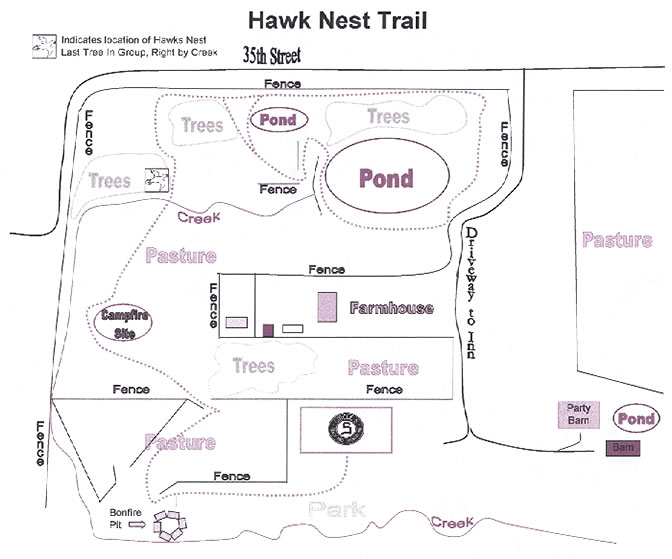 Hawk Nest Trail
Indicates location of Hawks Nest
Last Tree In Group, Right by Creek
35th Street
Fence
Fence
Trees
Pond
Trees
Fence
Trees
Fence
Pond
Creek
Driveway to Inn
Pasture
Pasture
Fence
Fence
Campfire
Site
Farmhouse
Trees
Pasture
Fence
Fence
Fence
Pasture
S
Party
Barn
Pond
Barn
Fence
Bonfire
Pit
Park
Creek